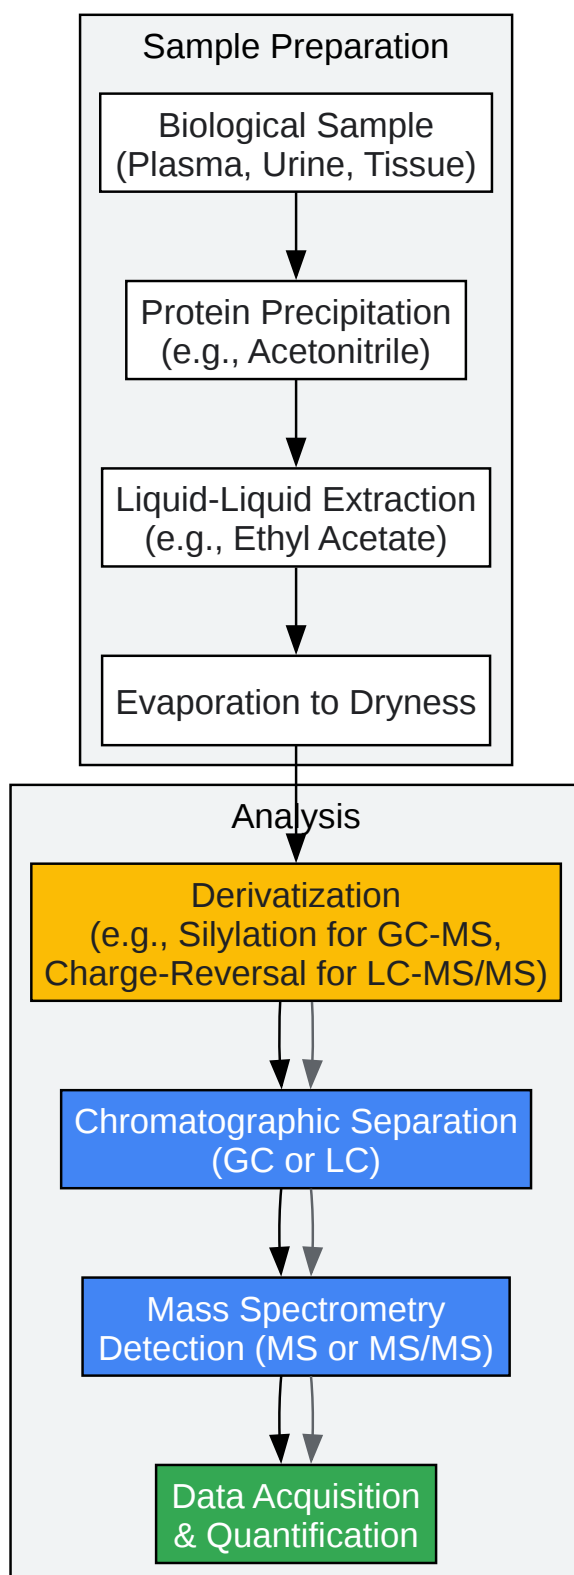 Sample Preparation
Biological Sample
(Plasma, Urine, Tissue)
Protein Precipitation
(e.g., Acetonitrile)
Liquid-Liquid Extraction
(e.g., Ethyl Acetate)
Evaporation to Dryness
Analysis
Derivatization
(e.g., Silylation for GC-MS,
Charge-Reversal for LC-MS/MS)
Chromatographic Separation
(GC or LC)
Mass Spectrometry
Detection (MS or MS/MS)
Data Acquisition
& Quantification